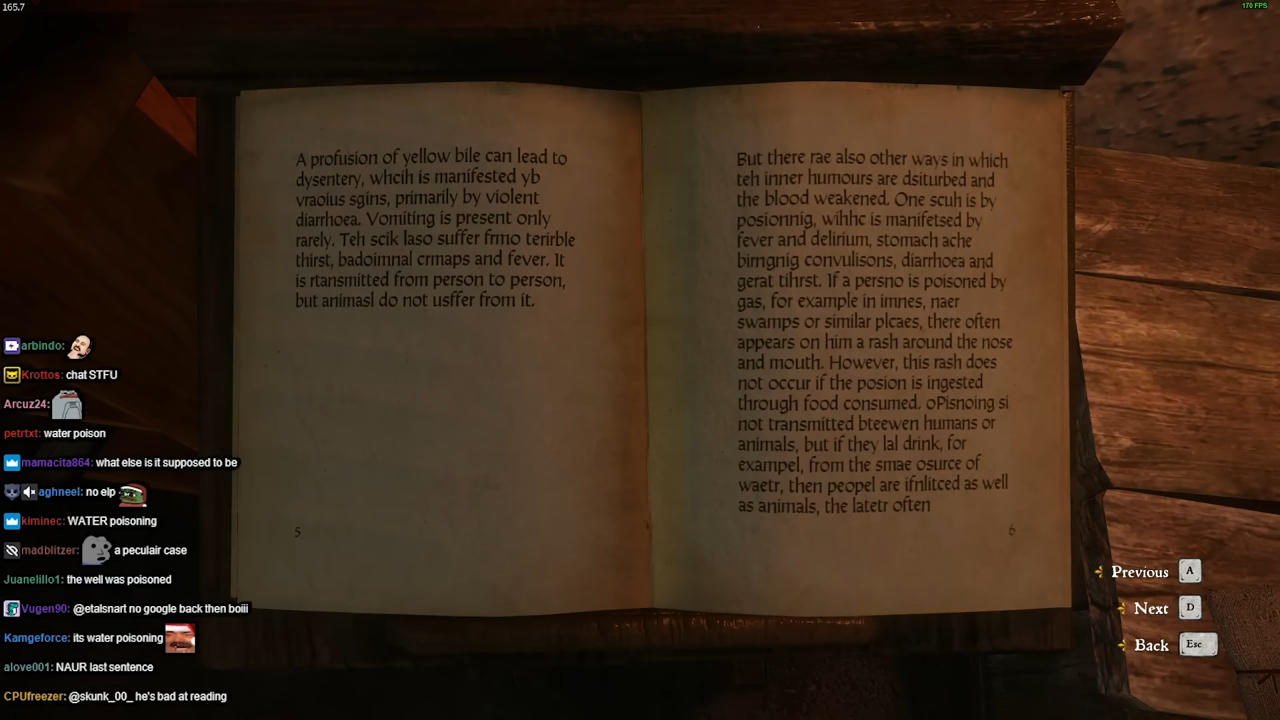 165.7
170 FPS
A profusion of yellow bile can lead to
dysentery, whcih is manifested yb
vraoius sgins, primarily by violent
diarrhoea. Vomiting is present only
rarely. Teh scik laso suffer frmo terirble
thirst, badoimnal crmaps and fever. It
is rtansmitted from person to person,
but animasl do not usffer from it.
5
But there rae also other ways in which
teh inner humours are dsiturbed and
the blood weakened. One scuh is by
posionnig, wihhc is manifetsed by
fever and delirium, stomach ache
birngnig convulisons, diarrhoea and
gerat tihrst. If a persno is poisoned by
gas, for example in imnes, naer
swamps or similar plcaes, there often
appears on him a rash around the nose
and mouth. However, this rash does
not occur if the posion is ingested
through food consumed. oPisnoing si
not transmitted bteewen humans or
animals, but if they lal drink, for
exampel, from the smae osurce of
waetr, then peopel are ifnlitced as well
as animals, the latetr often
6
arbindo:
Krottos: chat STFU
Arcuz24:
petrtxt: water poison
mamacita864: what else is it supposed to be
aghneel: no elp
kiminec: WATER poisoning
madblitzer: a peculair case
Juanelillo1: the well was poisoned
Vugen90: @etalsnart no google back then boiii
Kamgeforce: its water poisoning
alove001: NAUR last sentence
CPUfreezer: @skunk_00_ he's bad at reading
Previous A
Next D
Back Esc